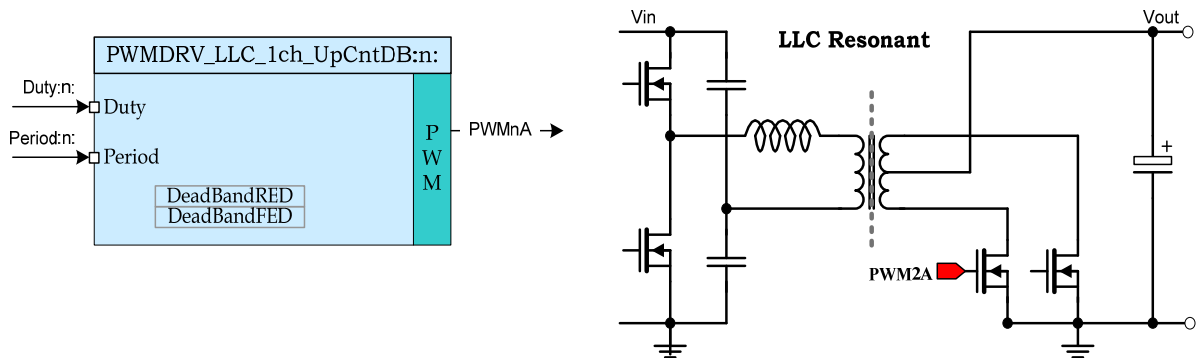 PWMDRV_LLC_1ch_UpCntDB:n:
Duty:n:
Duty
Period:n:
Period
DeadBandRED
DeadBandFED
P
W
M
PWMnA
Vin
LLC Resonant
Vout
+
PWM2A